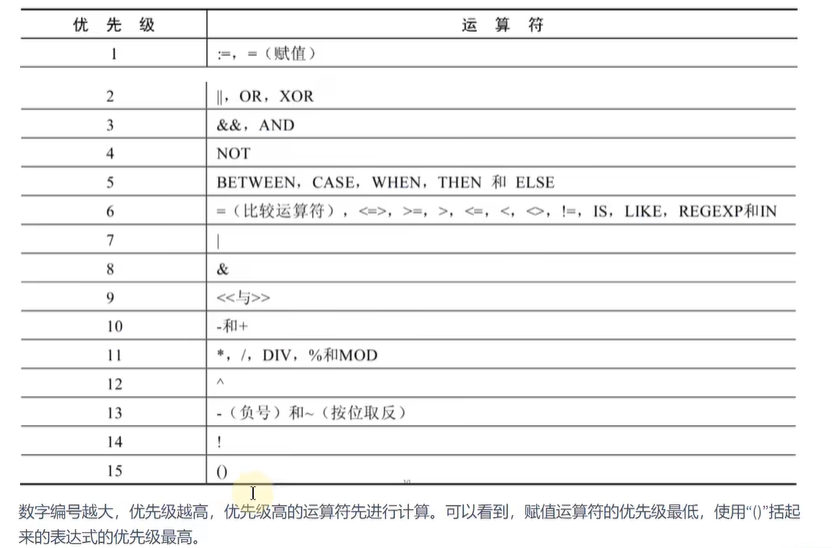 优 先 级 运 算 符
1 :=，=（赋值）
2 ||，OR，XOR
3 &&，AND
4 NOT
5 BETWEEN，CASE，WHEN，THEN 和 ELSE
6 =（比较运算符），<=>，>=，>，<=，<，<>，!=，IS，LIKE，REGEXP和IN
7 |
8 &
9 <<与>>
10 -和+
11 *，/，DIV，%和MOD
12 ^
13 -（负号）和~（按位取反）
14 !
15 ()
数字编号越大，优先级越高，优先级高的运算符先进行计算。可以看到，赋值运算符的优先级最低，使用“()”括起
来的表达式的优先级最高。